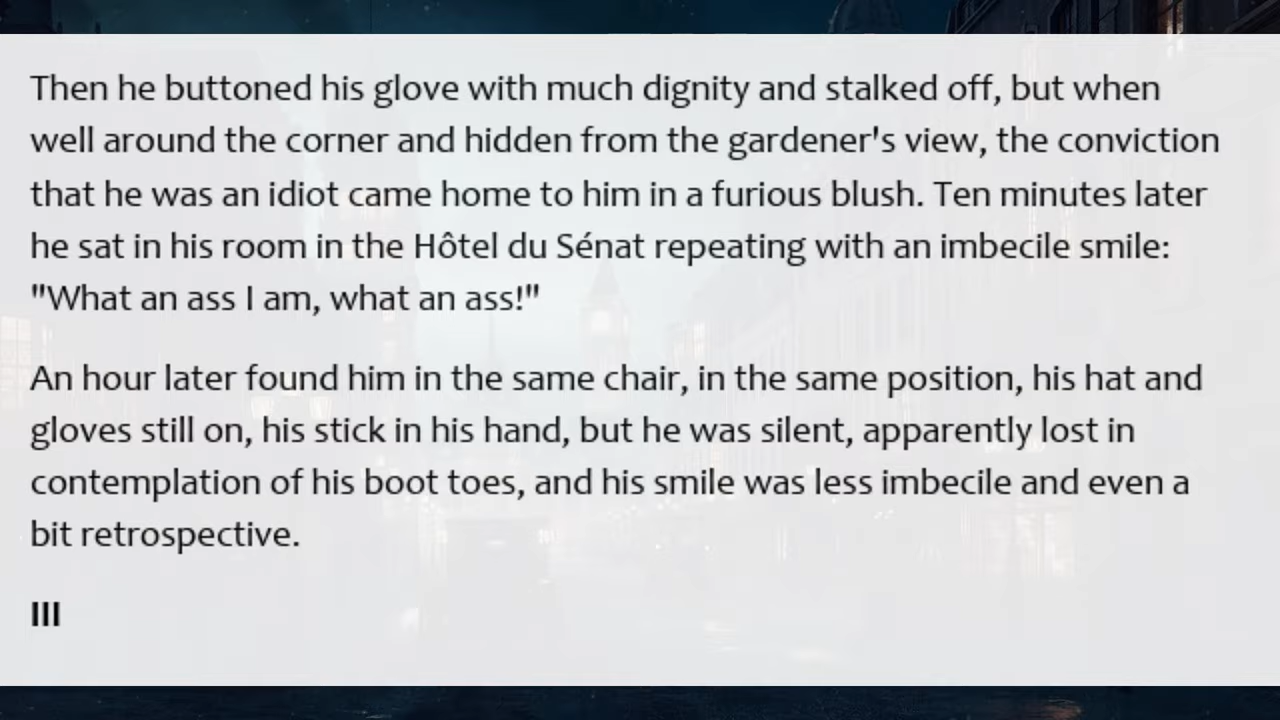 Then he buttoned his glove with much dignity and stalked off, but when
well around the corner and hidden from the gardener's view, the conviction
that he was an idiot came home to him in a furious blush. Ten minutes later
he sat in his room in the Hôtel du Sénat repeating with an imbecile smile:
"What an ass I am, what an ass!"
An hour later found him in the same chair, in the same position, his hat and
gloves still on, his stick in his hand, but he was silent, apparently lost in
contemplation of his boot toes, and his smile was less imbecile and even a
bit retrospective.
III